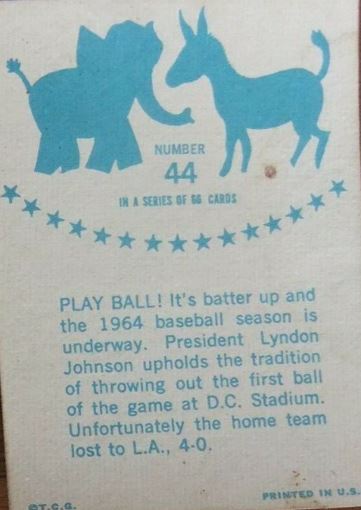 NUMBER
44
IN A SERIES OF 66 CARDS
PLAY BALL! It's batter up and
the 1964 baseball season is
underway. President Lyndon
Johnson upholds the tradition
of throwing out the first ball
of the game at D.C. Stadium.
Unfortunately the home team
lost to L.A., 4-0.
©T.C.G.
PRINTED IN U.S.